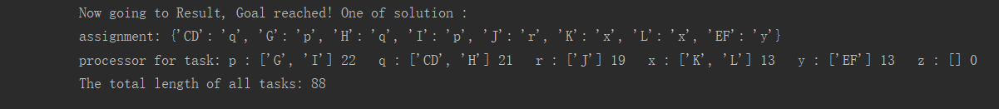 Now going to Result, Goal reached! One of solution :
assignment: {'CD': 'q', 'G': 'p', 'H': 'q', 'I': 'p', 'J': 'r', 'K': 'x', 'L': 'x', 'EF': 'y'}
processor for task: p : ['G', 'I'] 22  q : ['CD', 'H'] 21  r : ['J'] 19  x : ['K', 'L'] 13  y : ['EF'] 13  z : [] 0
The total length of all tasks: 88